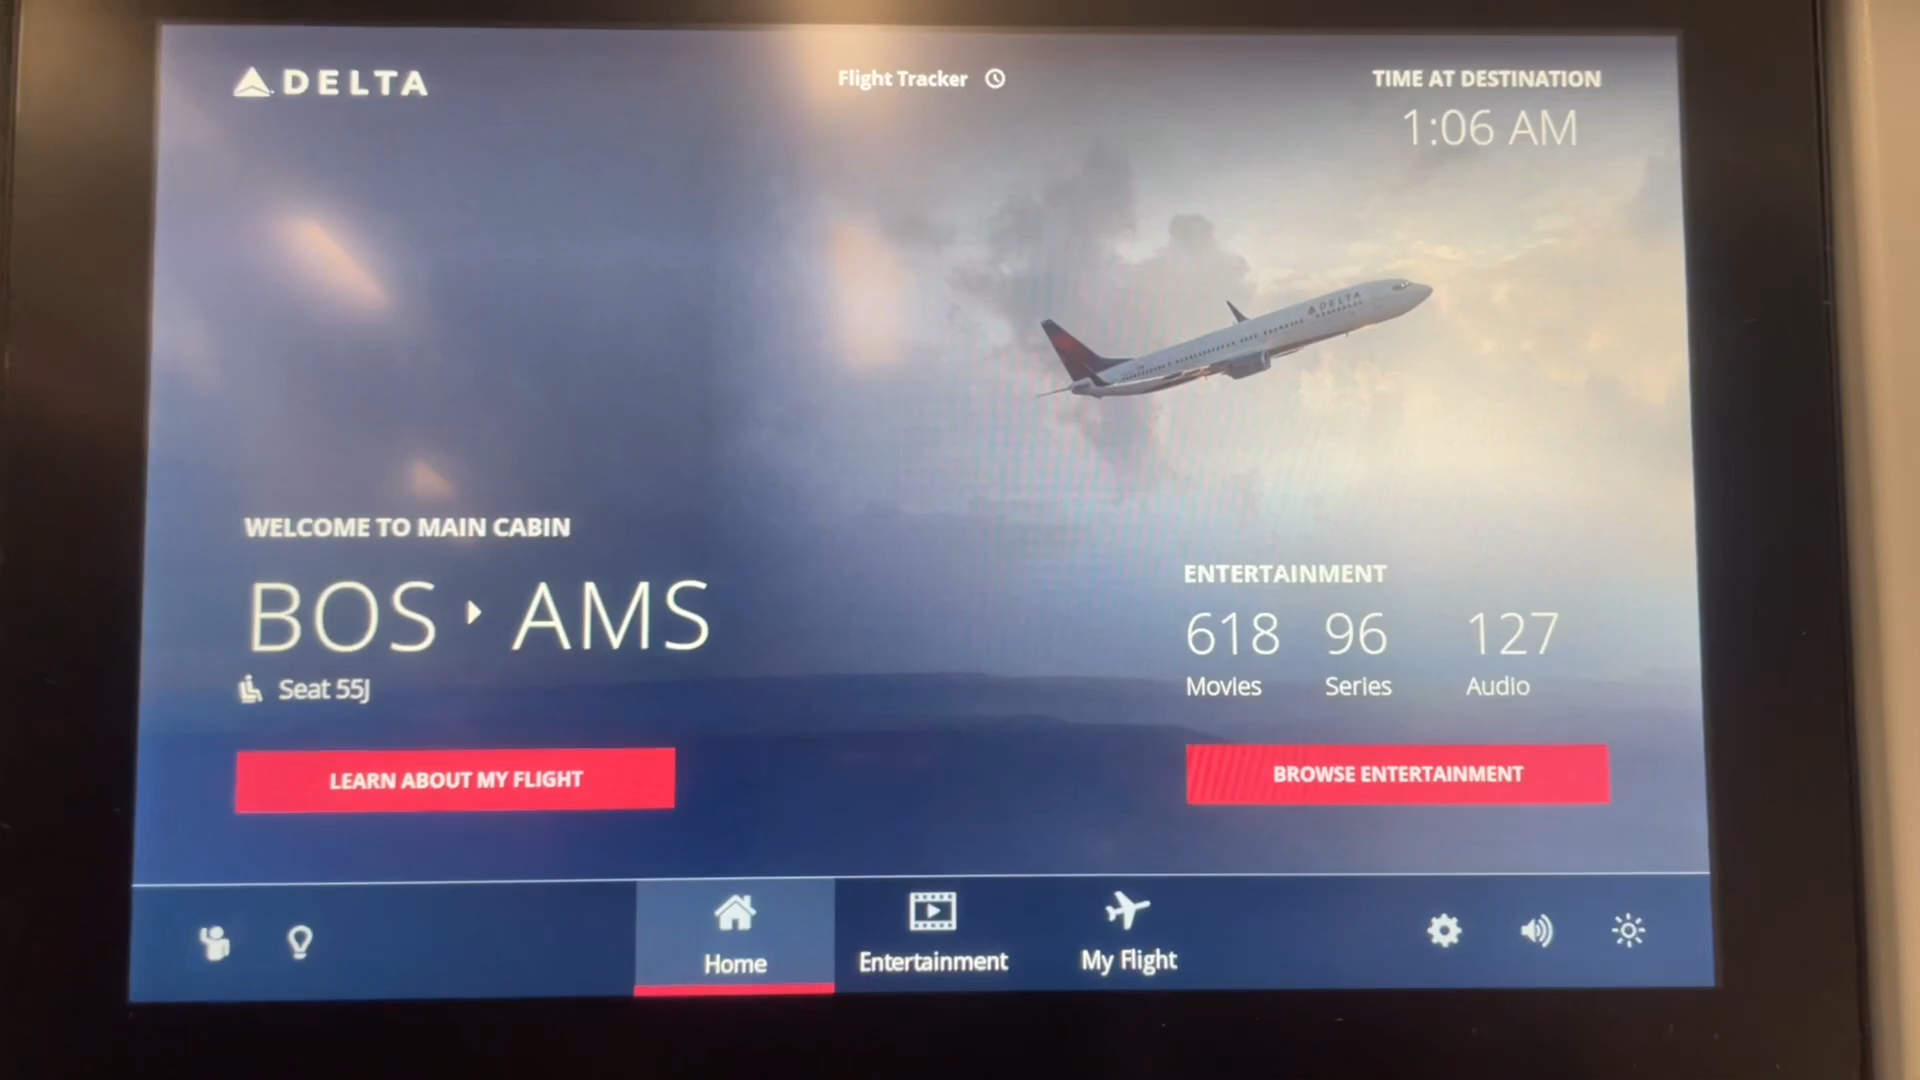 DELTA
Flight Tracker
TIME AT DESTINATION
1:06 AM
DELTA
WELCOME TO MAIN CABIN
BOS AMS
Seat 55J
LEARN ABOUT MY FLIGHT
ENTERTAINMENT
618 96 127
Movies Series Audio
BROWSE ENTERTAINMENT
Home
Entertainment
My Flight